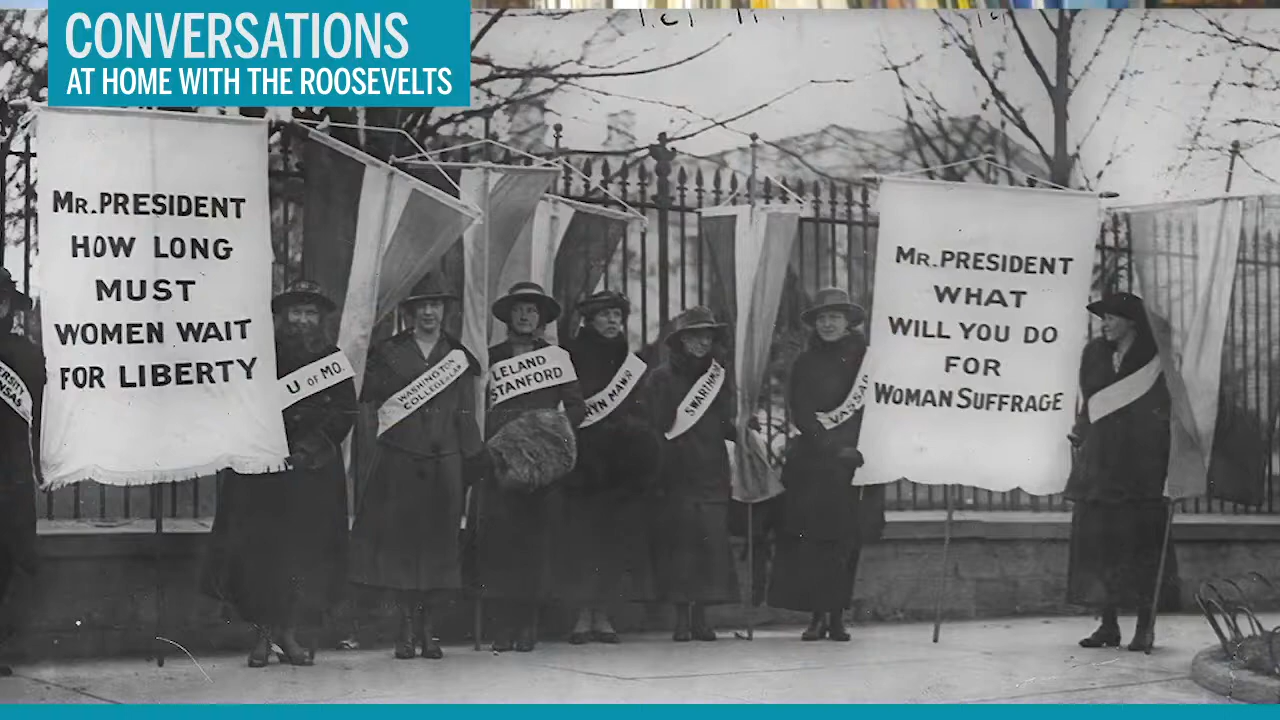 CONVERSATIONS
AT HOME WITH THE ROOSEVELTS
MR. PRESIDENT
HOW LONG
MUST
WOMEN WAIT
FOR LIBERTY
U OF MO.
WASHINGTON
COLLEGE
LELAND
STANFORD
SWARTHMORE
VASSAR
MR. PRESIDENT
WHAT
WILL YOU DO
FOR
WOMAN SUFFRAGE